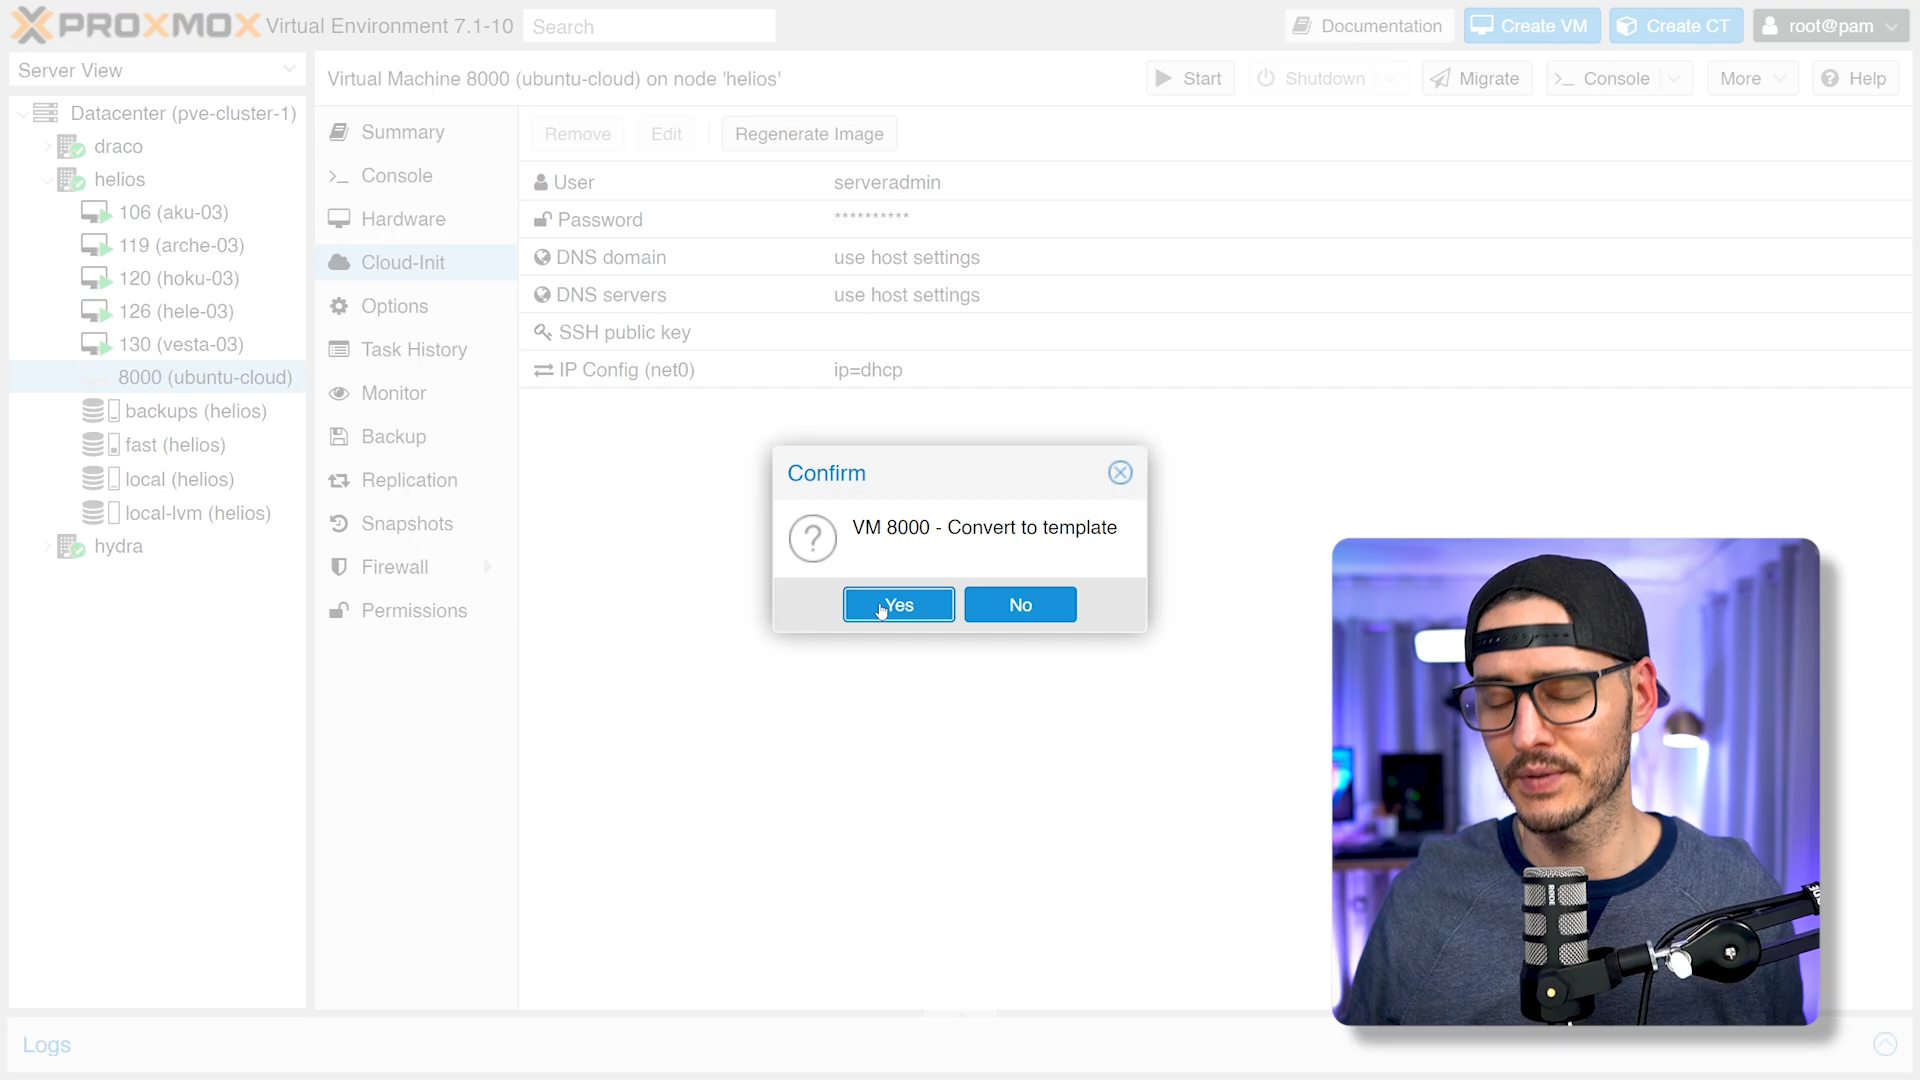 PROXMOX Virtual Environment 7.1-10
Search
Documentation
Create VM
Create CT
root@pam
Server View
Datacenter (pve-cluster-1)
draco
helios
106 (aku-03)
119 (arche-03)
120 (hoku-03)
126 (hele-03)
130 (vesta-03)
8000 (ubuntu-cloud)
backups (helios)
fast (helios)
local (helios)
local-lvm (helios)
hydra
Virtual Machine 8000 (ubuntu-cloud) on node 'helios'
Start
Shutdown
Migrate
>_ Console
More
Help
Summary
>_ Console
Hardware
Cloud-Init
Options
Task History
Monitor
Backup
Replication
Snapshots
Firewall
Permissions
Remove
Edit
Regenerate Image
User serveradmin
Password **********
DNS domain use host settings
DNS servers use host settings
SSH public key
IP Config (net0) ip=dhcp
Confirm
? VM 8000 - Convert to template
Yes
No
RODE
Logs